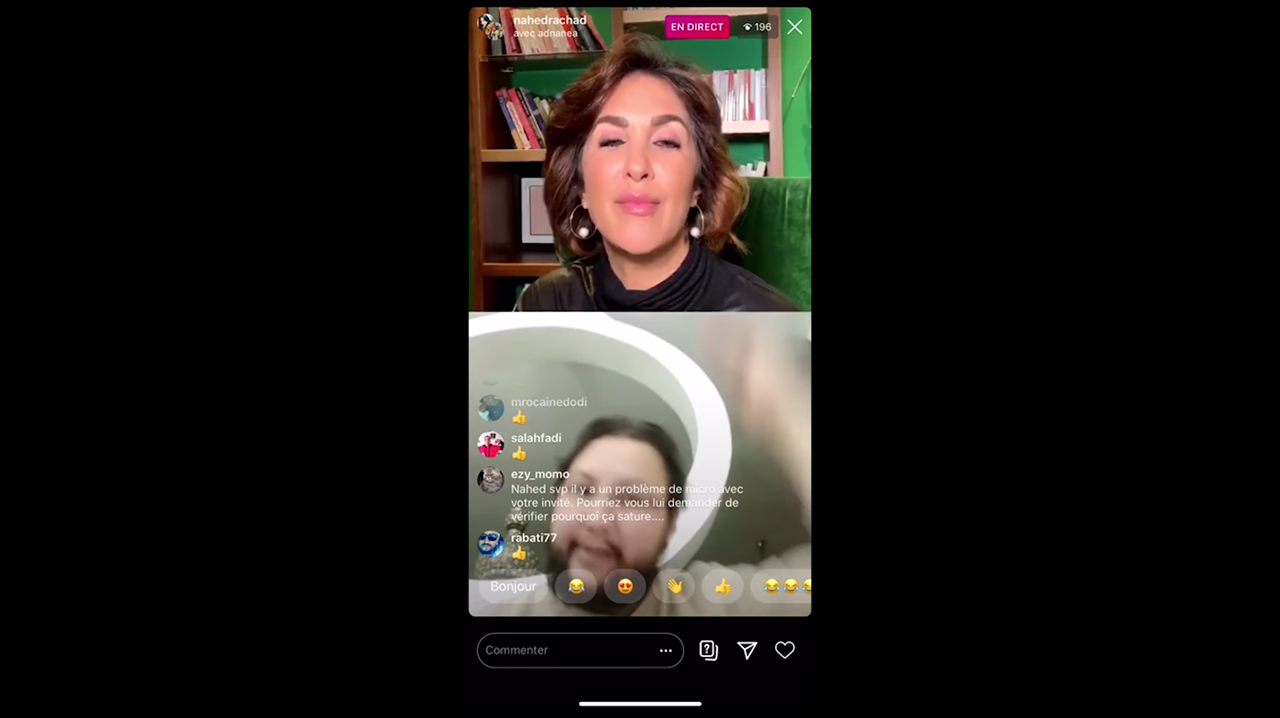 nahedrachad
avec adnanea
EN DIRECT
196
mrocainedodi
salahfadi
ezy_momo
Nahed svp il y a un problème de micro avec
votre invité. Pourriez vous lui demander de
vérifier pourquoi ça sature....
rabati77
Bonjour
Commenter